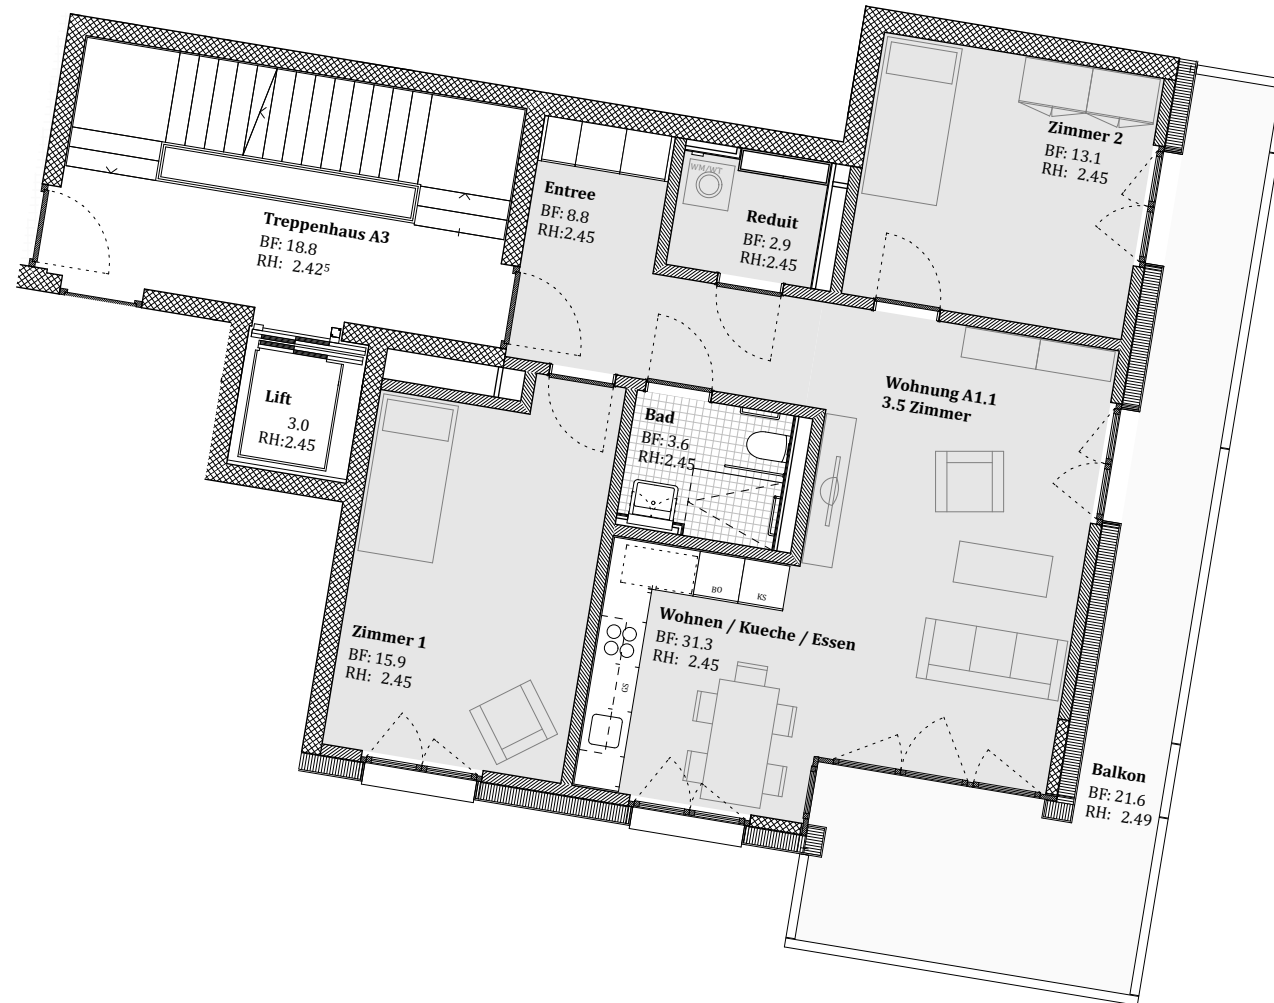 Zimmer 2
BF: 13.1
RH: 2.45
WM/WT
Entree
BF: 8.8
RH:2.45
Reduit
BF: 2.9
RH:2.45
Treppenhaus A3
BF: 18.8
RH: 2.42⁵
Lift
3.0
RH:2.45
Wohnung A1.1
3.5 Zimmer
Bad
BF: 3.6
RH:2.45
BO
KS
Wohnen / Kueche / Essen
BF: 31.3
RH: 2.45
GS
Zimmer 1
BF: 15.9
RH: 2.45
Balkon
BF: 21.6
RH: 2.49